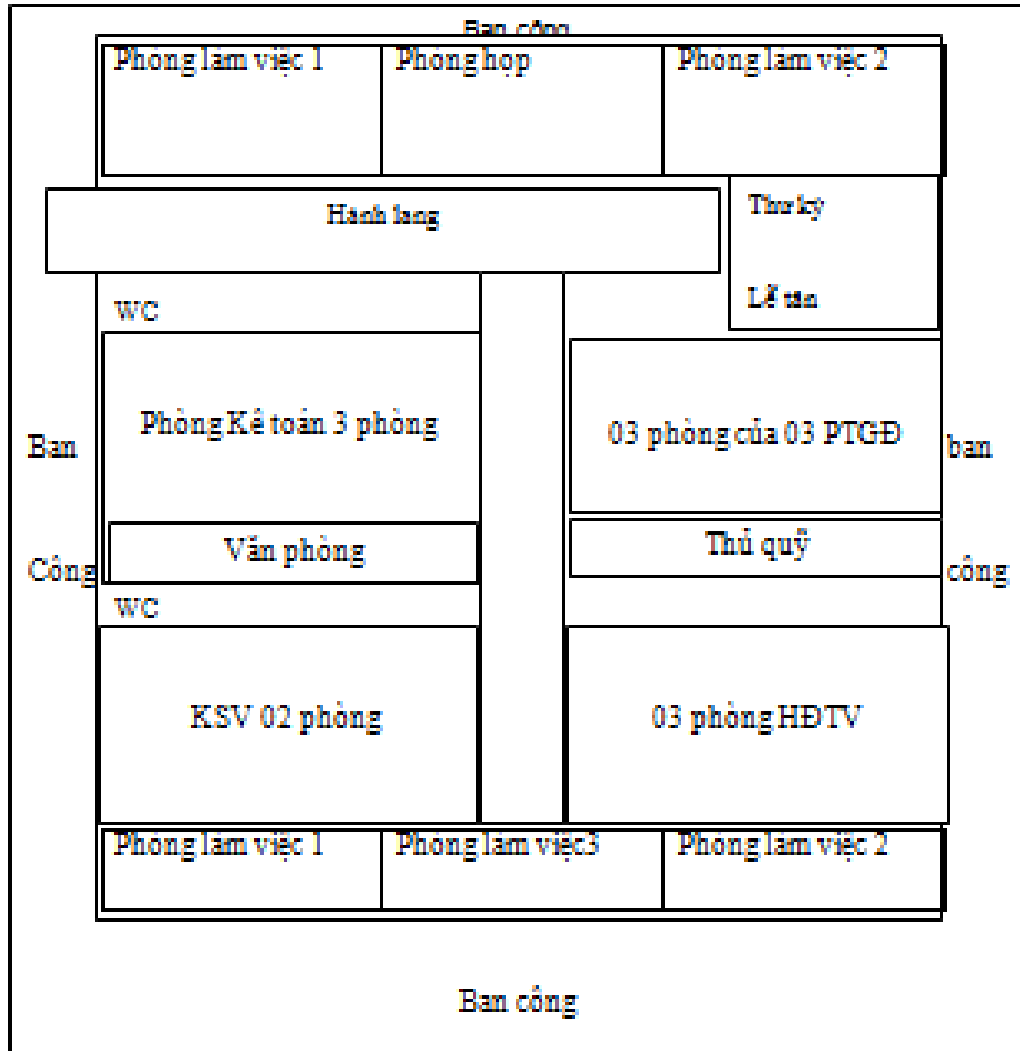 Ban công
Phòng làm việc 1
Phòng họp
Phòng làm việc 2
Hành lang
Thư ký
Lễ tân
WC
Phòng Kế toán 3 phòng
03 phòng của 03 PTGĐ
Ban
ban
Văn phòng
Thủ quỹ
Công
công
WC
KSV 02 phòng
03 phòng HĐTV
Phòng làm việc 1
Phòng làm việc3
Phòng làm việc 2
Ban công